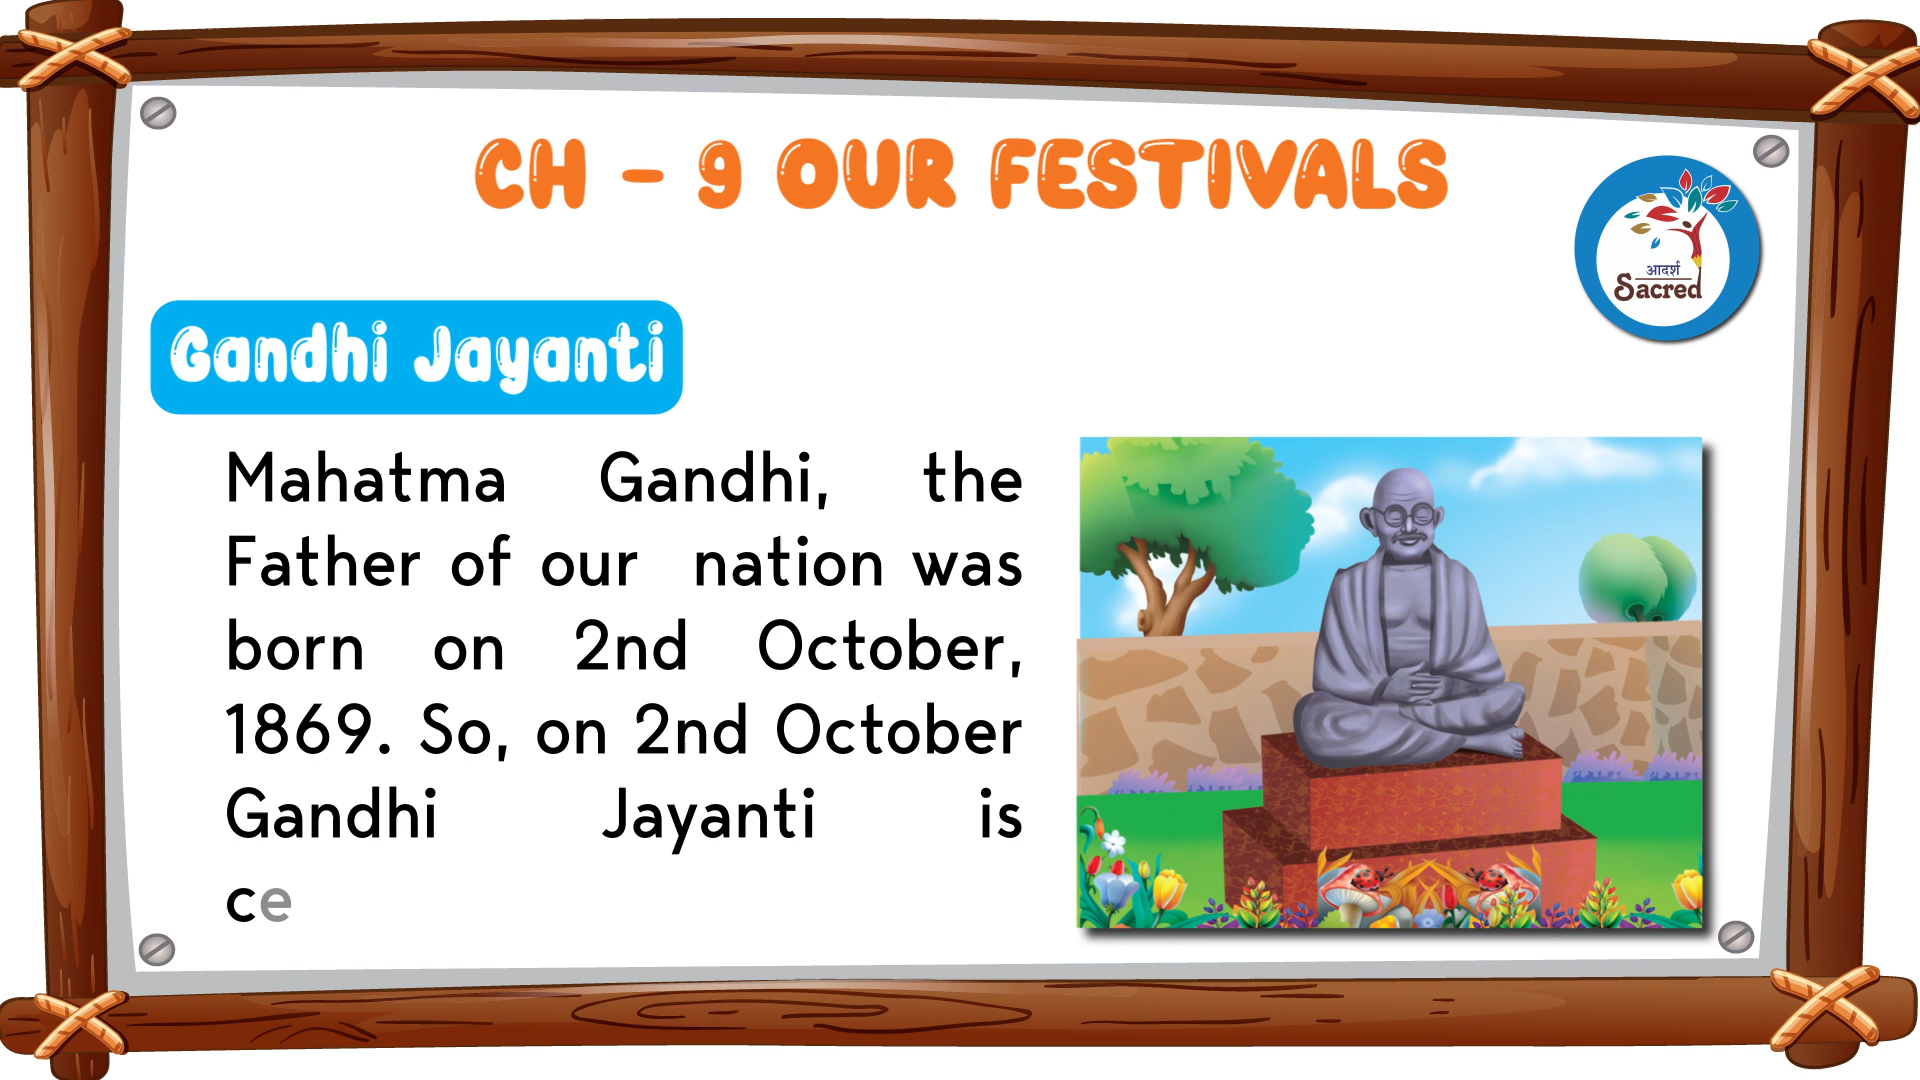 CH - 9 OUR FESTIVALS
आदर्श
Sacred
Gandhi Jayanti
Mahatma Gandhi, the
Father of our nation was
born on 2nd October,
1869. So, on 2nd October
Gandhi Jayanti is
ce